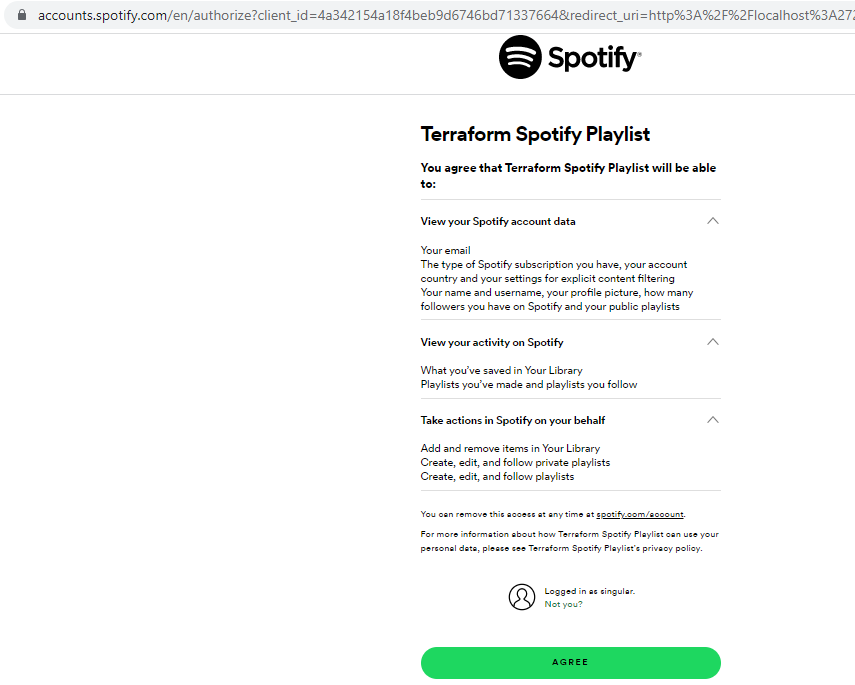 accounts.spotify.com/en/authorize?client_id=4a342154a18f4beb9d6746bd71337664&redirect_uri=http%3A%2F%2Flocalhost%3A272
Spotify®
Terraform Spotify Playlist
You agree that Terraform Spotify Playlist will be able
to:
View your Spotify account data
Your email
The type of Spotify subscription you have, your account
country and your settings for explicit content filtering
Your name and username, your profile picture, how many
followers you have on Spotify and your public playlists
View your activity on Spotify
What you've saved in Your Library
Playlists you've made and playlists you follow
Take actions in Spotify on your behalf
Add and remove items in Your Library
Create, edit, and follow private playlists
Create, edit, and follow playlists
You can remove this access at any time at spotify.com/account.
For more information about how Terraform Spotify Playlist can use your
personal data, please see Terraform Spotify Playlist's privacy policy.
Logged in as singular.
Not you?
AGREE